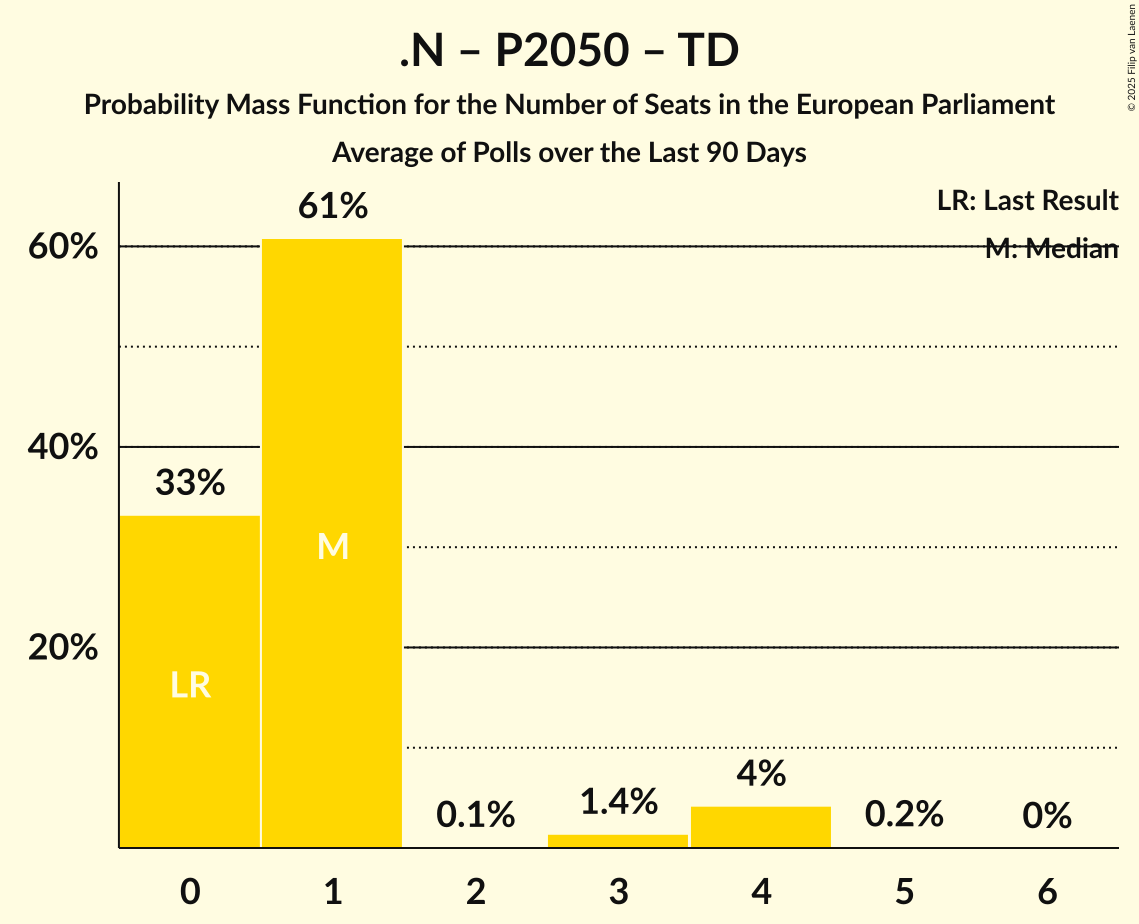 .N – P2050 – TD
Probability Mass Function for the Number of Seats in the European Parliament
Average of Polls over the Last 90 Days
© 2025 Filip van Laenen
LR: Last Result
M: Median
60%
40%
20%
33%
61%
0.1%
1.4%
4%
0.2%
0%
LR
M
0 1 2 3 4 5 6